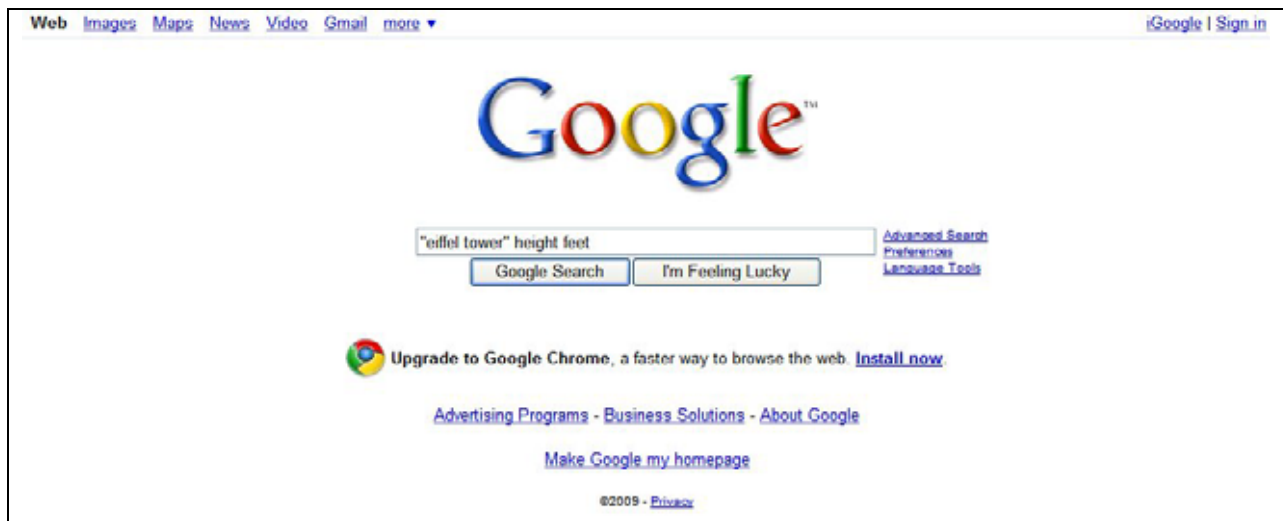 Web Images Maps News Video Gmail more ▼ iGoogle | Sign in
Google™
"eiffel tower" height feet
Advanced Search
Preferences
Language Tools
Google Search I'm Feeling Lucky
Upgrade to Google Chrome, a faster way to browse the web. Install now.
Advertising Programs - Business Solutions - About Google
Make Google my homepage
©2009 - Privacy